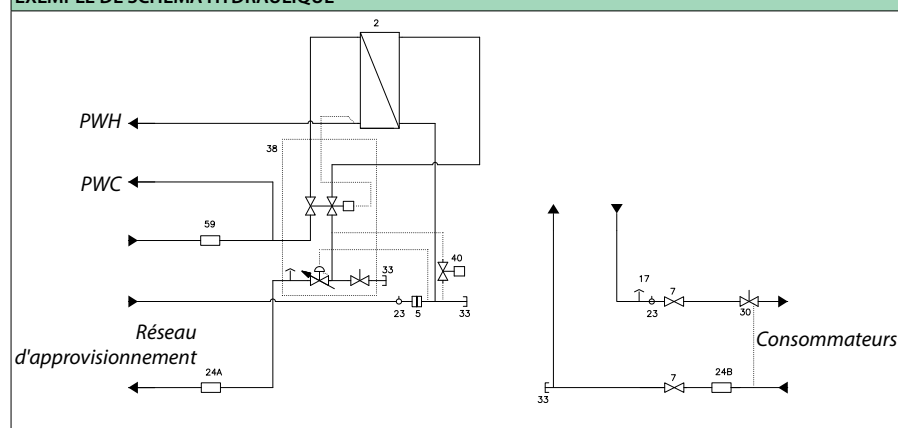 EXEMPLE DE SCHÉMA HYDRAULIQUE
2
PWH
38
PWC
59
40
33
17
7
23
5
33
23
30
Réseau
d'approvisionnement
Consommateurs
24A
7
24B
33